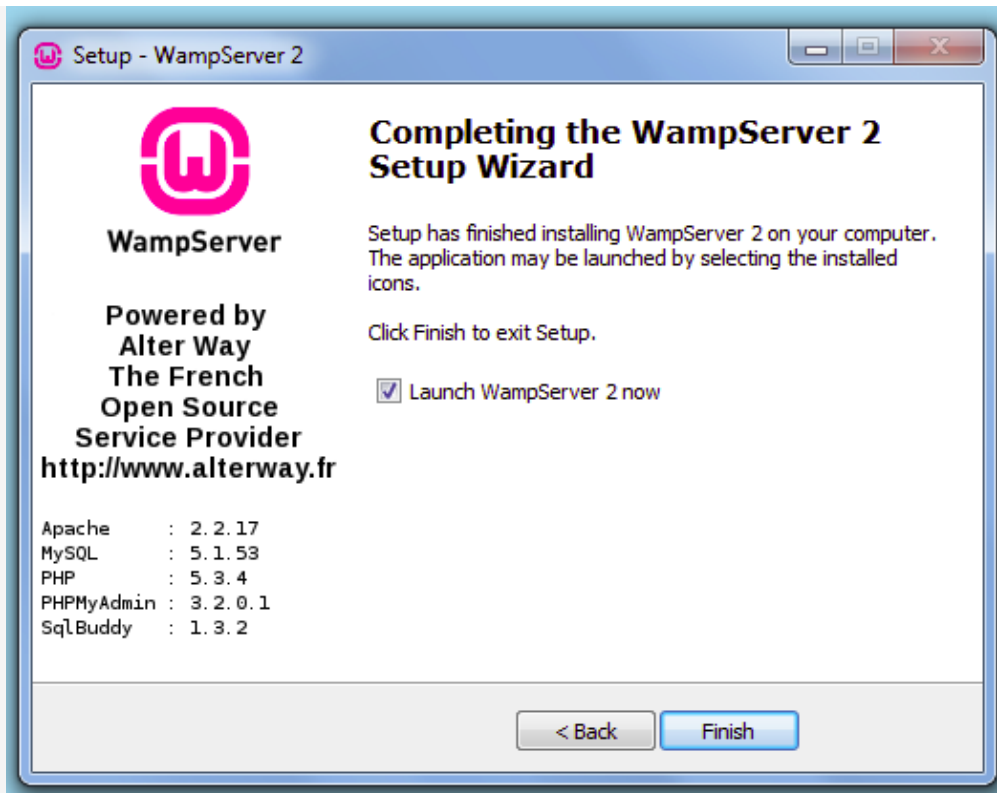 Setup - WampServer 2
WampServer
Powered by
Alter Way
The French
Open Source
Service Provider
http://www.alterway.fr
Apache : 2.2.17
MySQL : 5.1.53
PHP : 5.3.4
PHPMyAdmin : 3.2.0.1
SqlBuddy : 1.3.2
Completing the WampServer 2
Setup Wizard
Setup has finished installing WampServer 2 on your computer.
The application may be launched by selecting the installed
icons.
Click Finish to exit Setup.
Launch WampServer 2 now
< Back
Finish